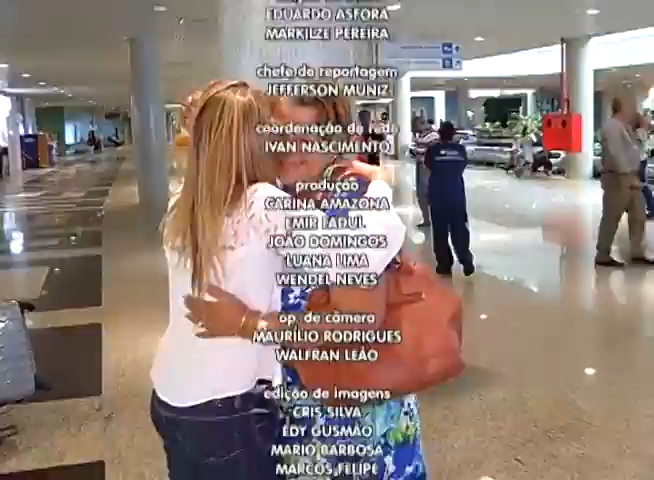 EDUARDO ASFORA
MARKILZE PEREIRA
chefe de reportagem
JEFFERSON MUNIZ
coordenação de rede
IVAN NASCIMENTO
produção
CARINA AMAZONA
EMIR FADUL
JOÃO DOMINGOS
LUANA LIMA
WENDEL NEVES
op. de câmera
MAURÍLIO RODRIGUES
WALFRAN LEÃO
edição de imagens
CRIS SILVA
EDY GUSMÃO
MARIO BARBOSA
MARCOS FELIPE